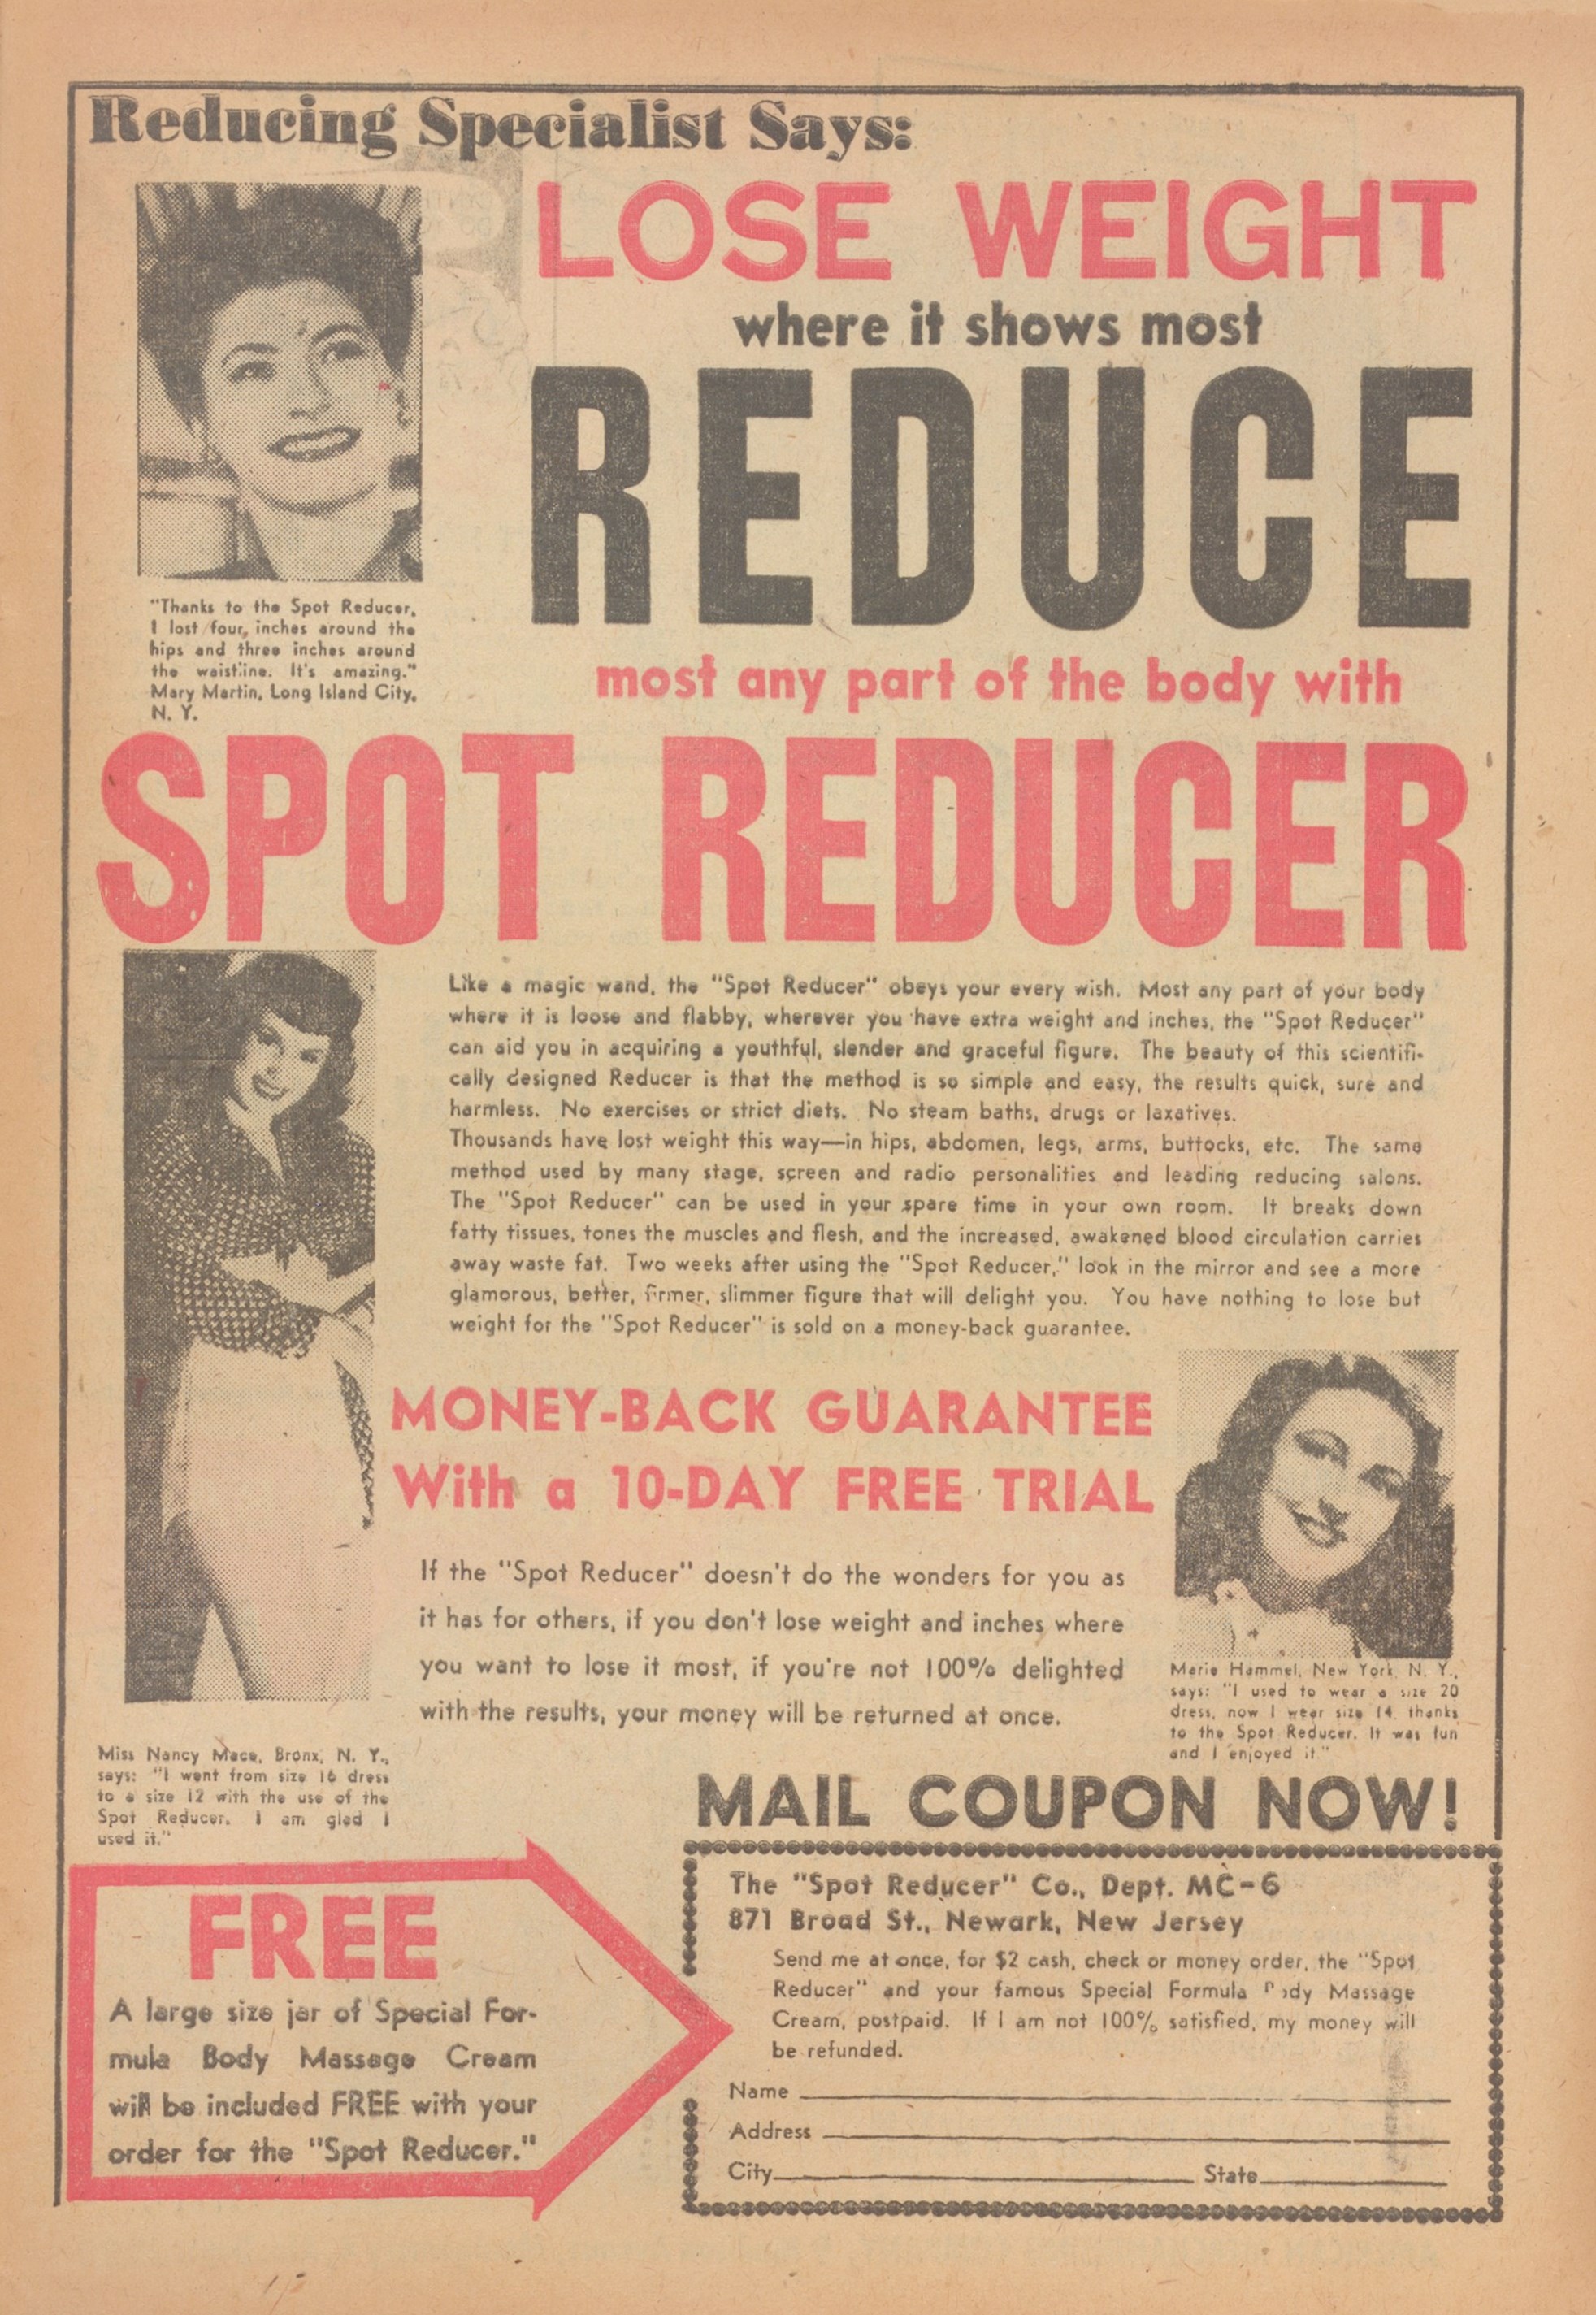 Reducing Specialist Says:
LOSE WEIGHT
where it shows most
REDUCE
most any part of the body with
"Thanks to the Spot Reducer,
I lost four inches around the
hips and three inches around
the waistline. It's amazing."
Mary Martin, Long Island City,
N. Y.
SPOT REDUCER
Like a magic wand, the "Spot Reducer" obeys your every wish. Most any part of your body
where it is loose and flabby, wherever you have extra weight and inches, the "Spot Reducer"
can aid you in acquiring a youthful, slender and graceful figure. The beauty of this scientifi-
cally designed Reducer is that the method is so simple and easy, the results quick, sure and
harmless. No exercises or strict diets. No steam baths, drugs or laxatives.
Thousands have lost weight this way—in hips, abdomen, legs, arms, buttocks, etc. The same
method used by many stage, screen and radio personalities and leading reducing salons.
The "Spot Reducer" can be used in your spare time in your own room. It breaks down
fatty tissues, tones the muscles and flesh, and the increased, awakened blood circulation carries
away waste fat. Two weeks after using the "Spot Reducer," look in the mirror and see a more
glamorous, better, firmer, slimmer figure that will delight you. You have nothing to lose but
weight for the "Spot Reducer" is sold on a money-back guarantee.
MONEY-BACK GUARANTEE
With a 10-DAY FREE TRIAL
If the "Spot Reducer" doesn't do the wonders for you as
it has for others, if you don't lose weight and inches where
you want to lose it most, if you're not 100% delighted
with the results, your money will be returned at once.
Marie Hammel, New York, N. Y.,
says: "I used to wear a size 20
dress, now I wear size 14, thanks
to the Spot Reducer. It was fun
and I enjoyed it"
Miss Nancy Mace, Bronx, N. Y.,
says: "I went from size 16 dress
to a size 12 with the use of the
Spot Reducer. I am glad I
used it."
MAIL COUPON NOW!
FREE
A large size jar of Special For-
mula Body Massage Cream
will be included FREE with your
order for the "Spot Reducer."
The "Spot Reducer" Co., Dept. MC-6
871 Broad St., Newark, New Jersey
Send me at once, for $2 cash, check or money order, the "Spot
Reducer" and your famous Special Formula Body Massage
Cream, postpaid. If I am not 100% satisfied, my money will
be refunded.
Name
Address
City State